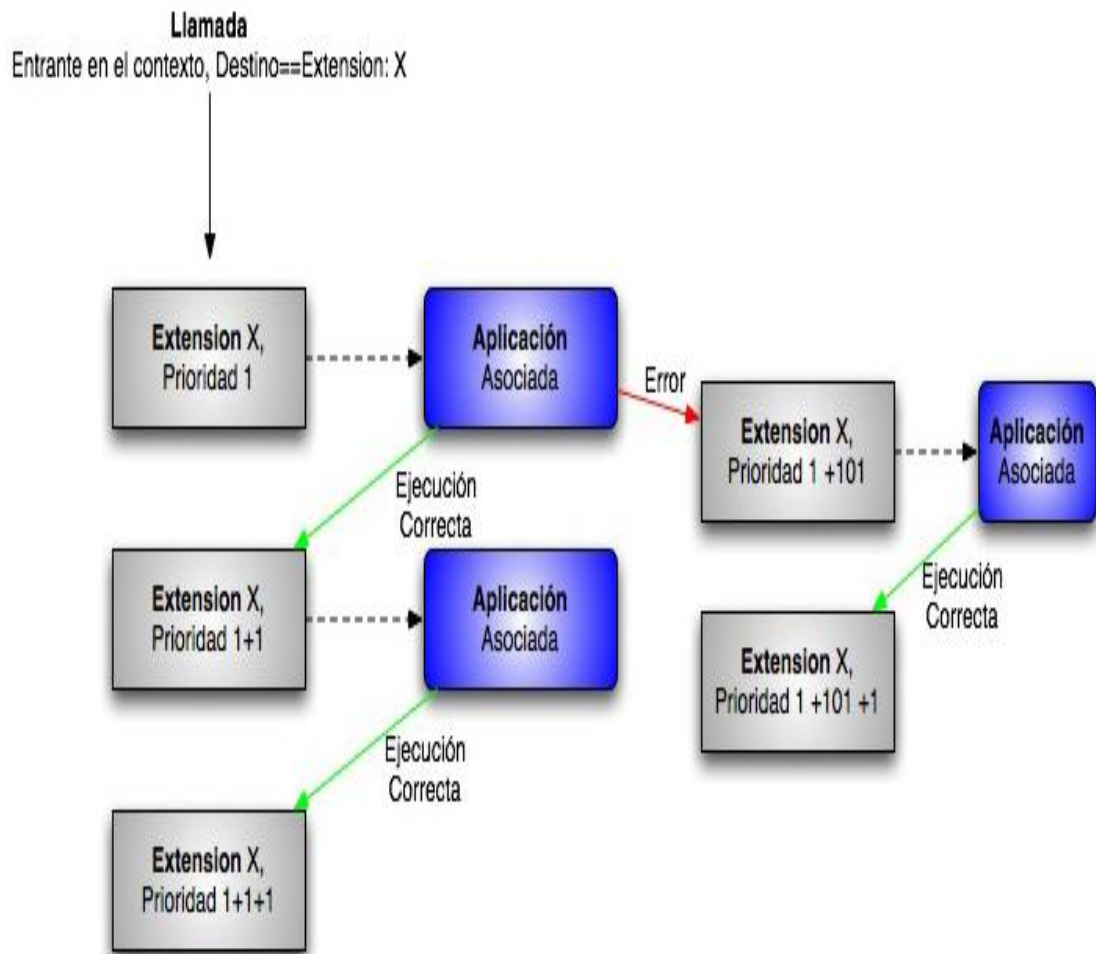 Llamada
Entrante en el contexto, Destino==Extension: X
Extension X,
Prioridad 1
Aplicación
Asociada
Error
Extension X,
Prioridad 1 +101
Aplicación
Asociada
Ejecución
Correcta
Ejecución
Correcta
Extension X,
Prioridad 1+1
Aplicación
Asociada
Extension X,
Prioridad 1 +101 +1
Ejecución
Correcta
Extension X,
Prioridad 1+1+1